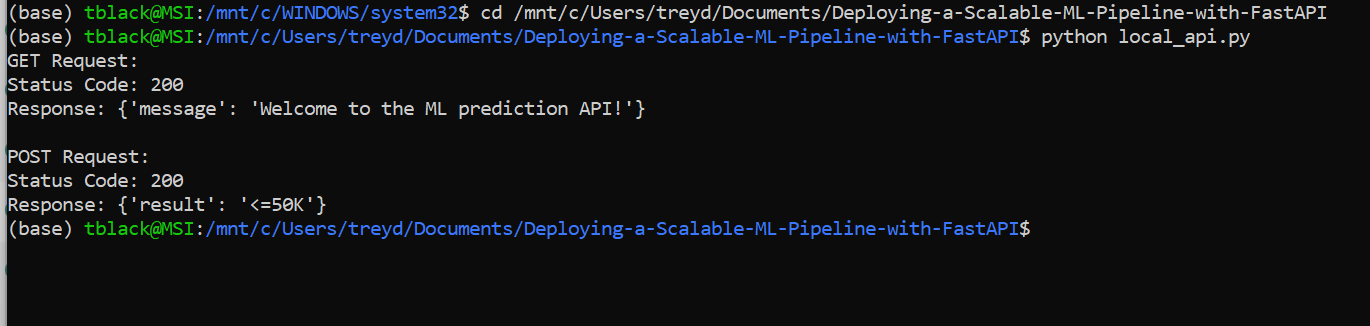 (base) tblack@MSI:/mnt/c/WINDOWS/system32$ cd /mnt/c/Users/treyd/Documents/Deploying-a-Scalable-ML-Pipeline-with-FastAPI
(base) tblack@MSI:/mnt/c/Users/treyd/Documents/Deploying-a-Scalable-ML-Pipeline-with-FastAPI$ python local_api.py
GET Request:
Status Code: 200
Response: {'message': 'Welcome to the ML prediction API!'}
POST Request:
Status Code: 200
Response: {'result': '<=50K'}
(base) tblack@MSI:/mnt/c/Users/treyd/Documents/Deploying-a-Scalable-ML-Pipeline-with-FastAPI$